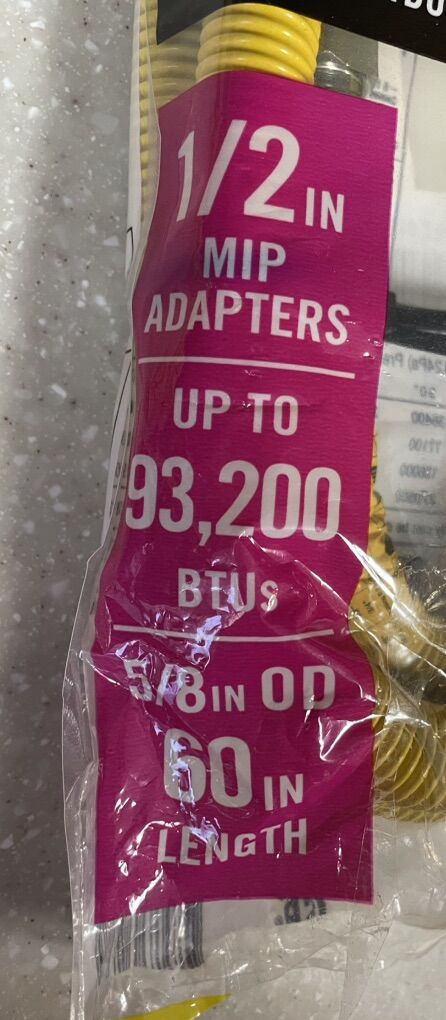 1/2 IN
MIP
ADAPTERS
UP TO
93,200
BTUs
5/8 IN OD
60 IN
LENGTH